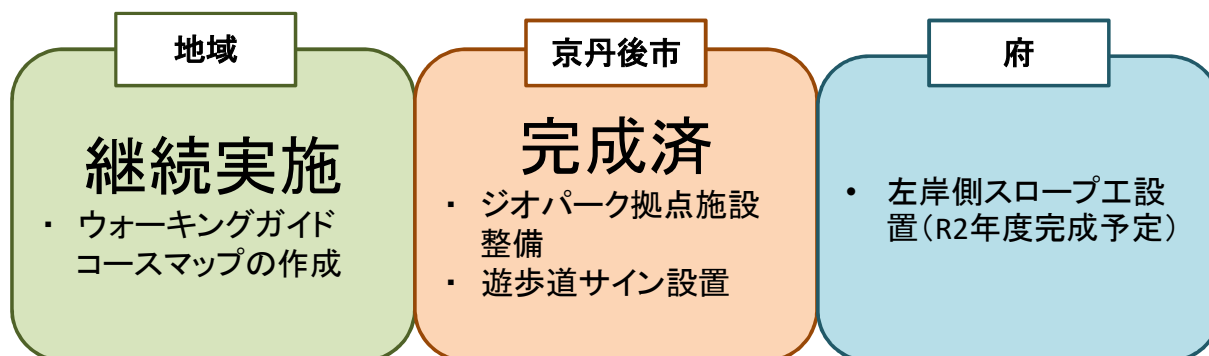 地域
継続実施
・ ウォーキングガイド
コースマップの作成
京丹後市
完成済
・ ジオパーク拠点施設
整備
・ 遊歩道サイン設置
府
• 左岸側スロープ工設
置（R2年度完成予定）